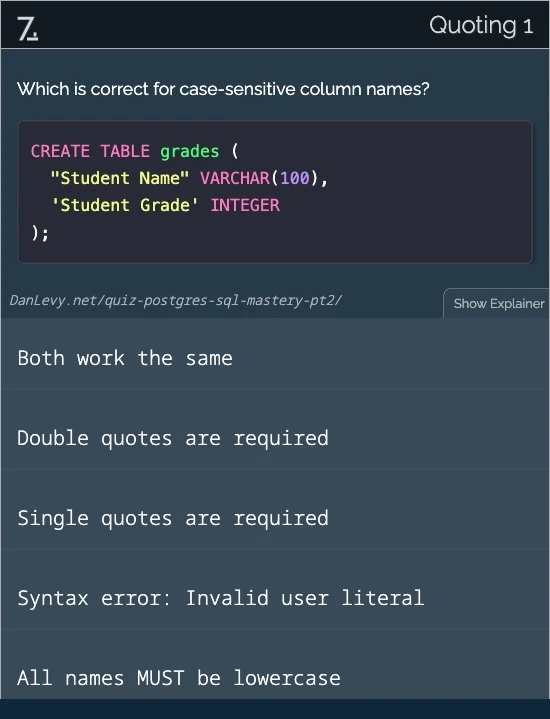 7.
Quoting 1
Which is correct for case-sensitive column names?
CREATE TABLE grades (
"Student Name" VARCHAR(100),
'Student Grade' INTEGER
);
DanLevy.net/quiz-postgres-sql-mastery-pt2/
Show Explainer
Both work the same
Double quotes are required
Single quotes are required
Syntax error: Invalid user literal
All names MUST be lowercase